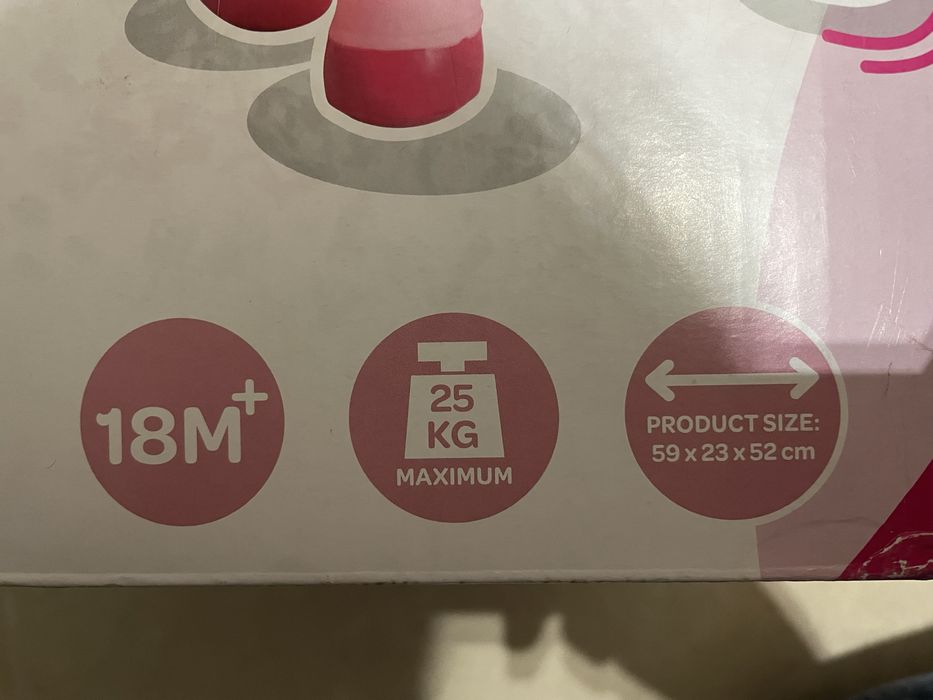 18M+
25
KG
MAXIMUM
PRODUCT SIZE:
59 x 23 x 52 cm